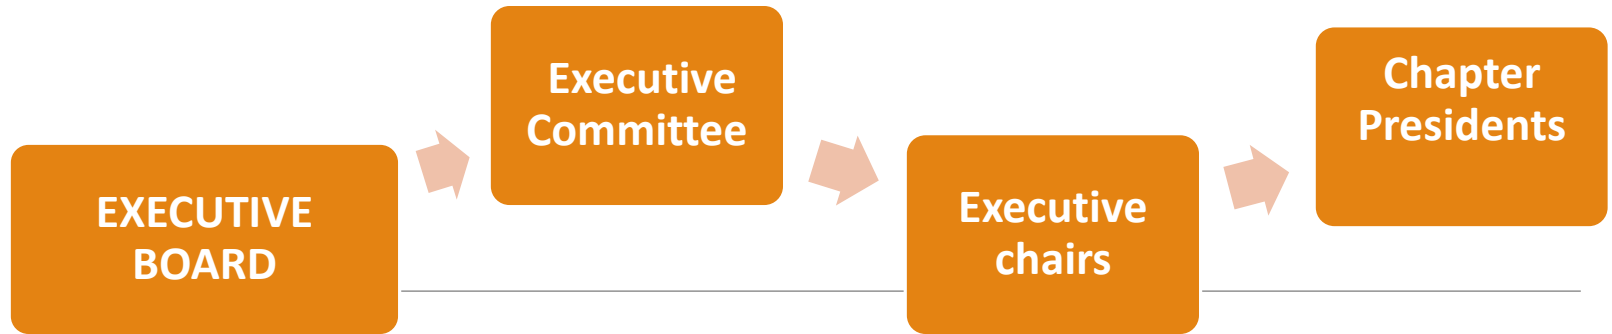 EXECUTIVE
BOARD
Executive
Committee
Executive
chairs
Chapter
Presidents